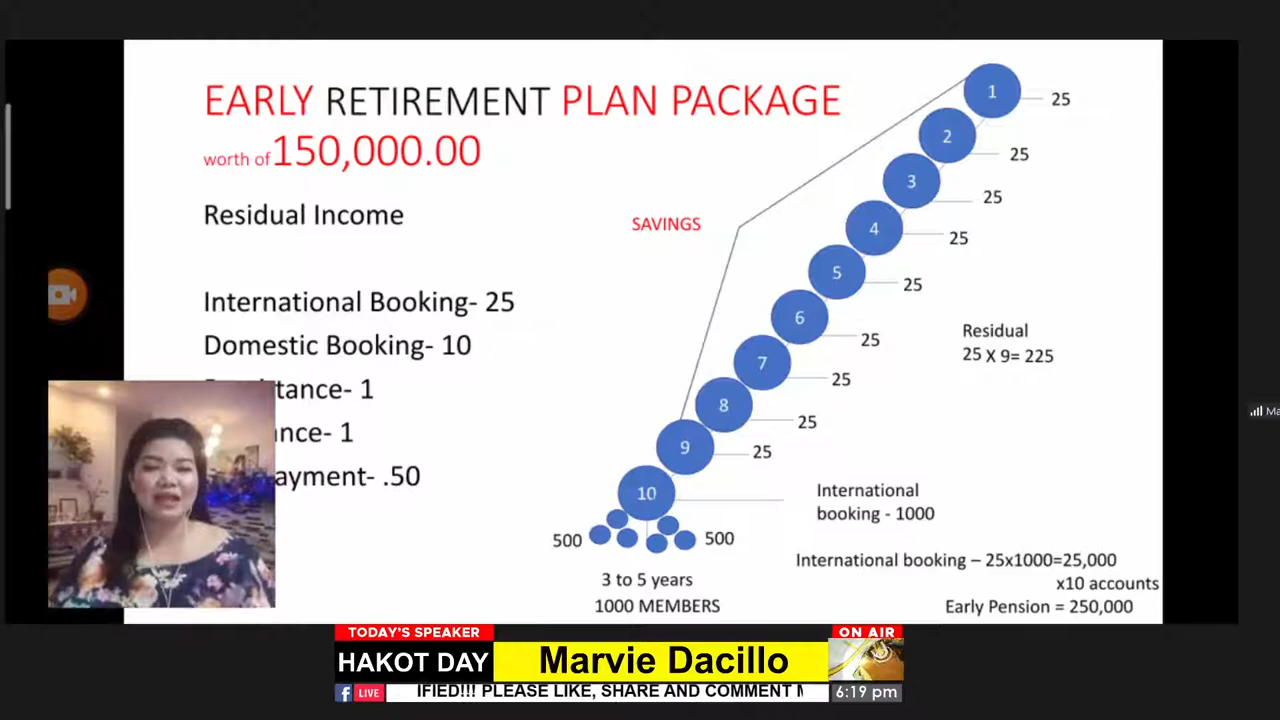 EARLY RETIREMENT PLAN PACKAGE
worth of 150,000.00
Residual Income
International Booking- 25
Domestic Booking- 10
tance- 1
ance- 1
ayment- .50
SAVINGS
1 25
2 25
3 25
4 25
5 25
6 25
7 25
8 25
9 25
10
Residual
25 X 9= 225
International
booking - 1000
500 500
3 to 5 years
1000 MEMBERS
International booking – 25x1000=25,000
x10 accounts
Early Pension = 250,000
Ma
TODAY'S SPEAKER
HAKOT DAY
Marvie Dacillo
ON AIR
f LIVE
IFIED!!! PLEASE LIKE, SHARE AND COMMENT
6:19 pm